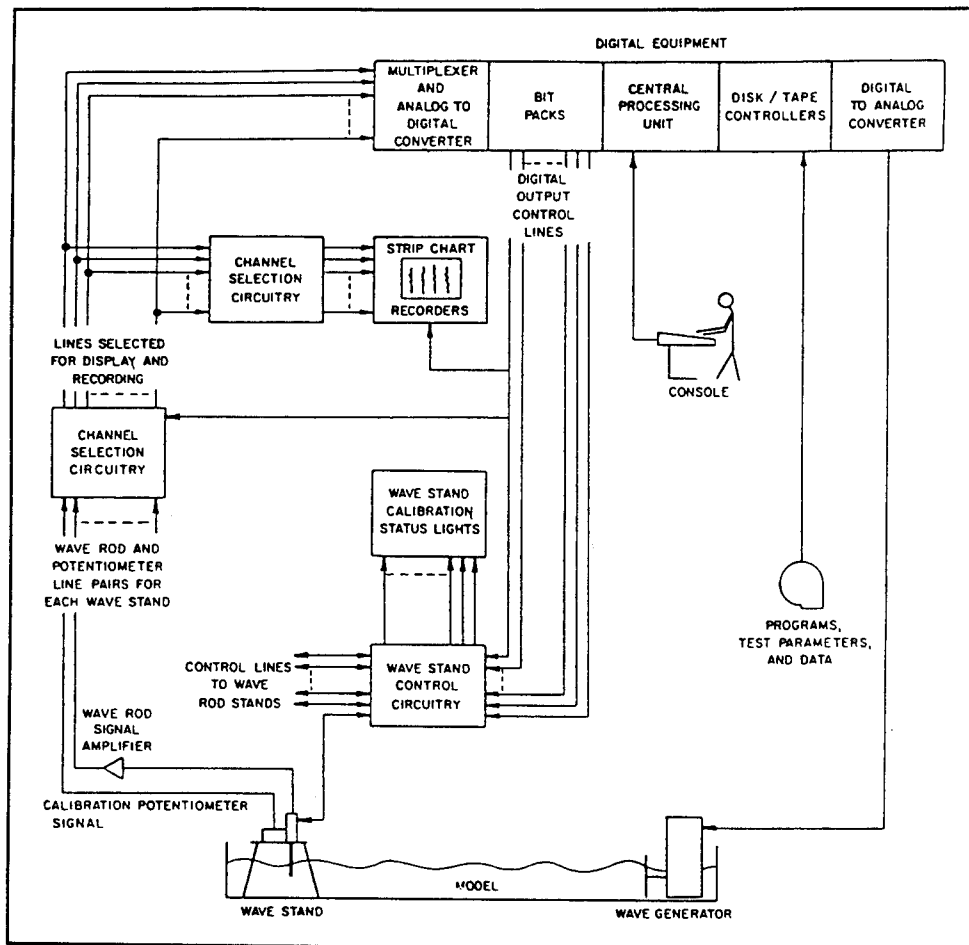 DIGITAL EQUIPMENT
MULTIPLEXER
AND
ANALOG TO
DIGITAL
CONVERTER
BIT
PACKS
CENTRAL
PROCESSING
UNIT
DISK / TAPE
CONTROLLERS
DIGITAL
TO ANALOG
CONVERTER
DIGITAL
OUTPUT
CONTROL
LINES
CHANNEL
SELECTION
CIRCUITRY
STRIP CHART
RECORDERS
LINES SELECTED
FOR DISPLAY AND
RECORDING
CONSOLE
CHANNEL
SELECTION
CIRCUITRY
WAVE STAND
CALIBRATION
STATUS LIGHTS
WAVE ROD AND
POTENTIOMETER
LINE PAIRS FOR
EACH WAVE STAND
PROGRAMS,
TEST PARAMETERS,
AND DATA
CONTROL LINES
TO WAVE
ROD STANDS
WAVE STAND
CONTROL
CIRCUITRY
WAVE ROD
SIGNAL
AMPLIFIER
CALIBRATION POTENTIOMETER
SIGNAL
MODEL
WAVE STAND
WAVE GENERATOR